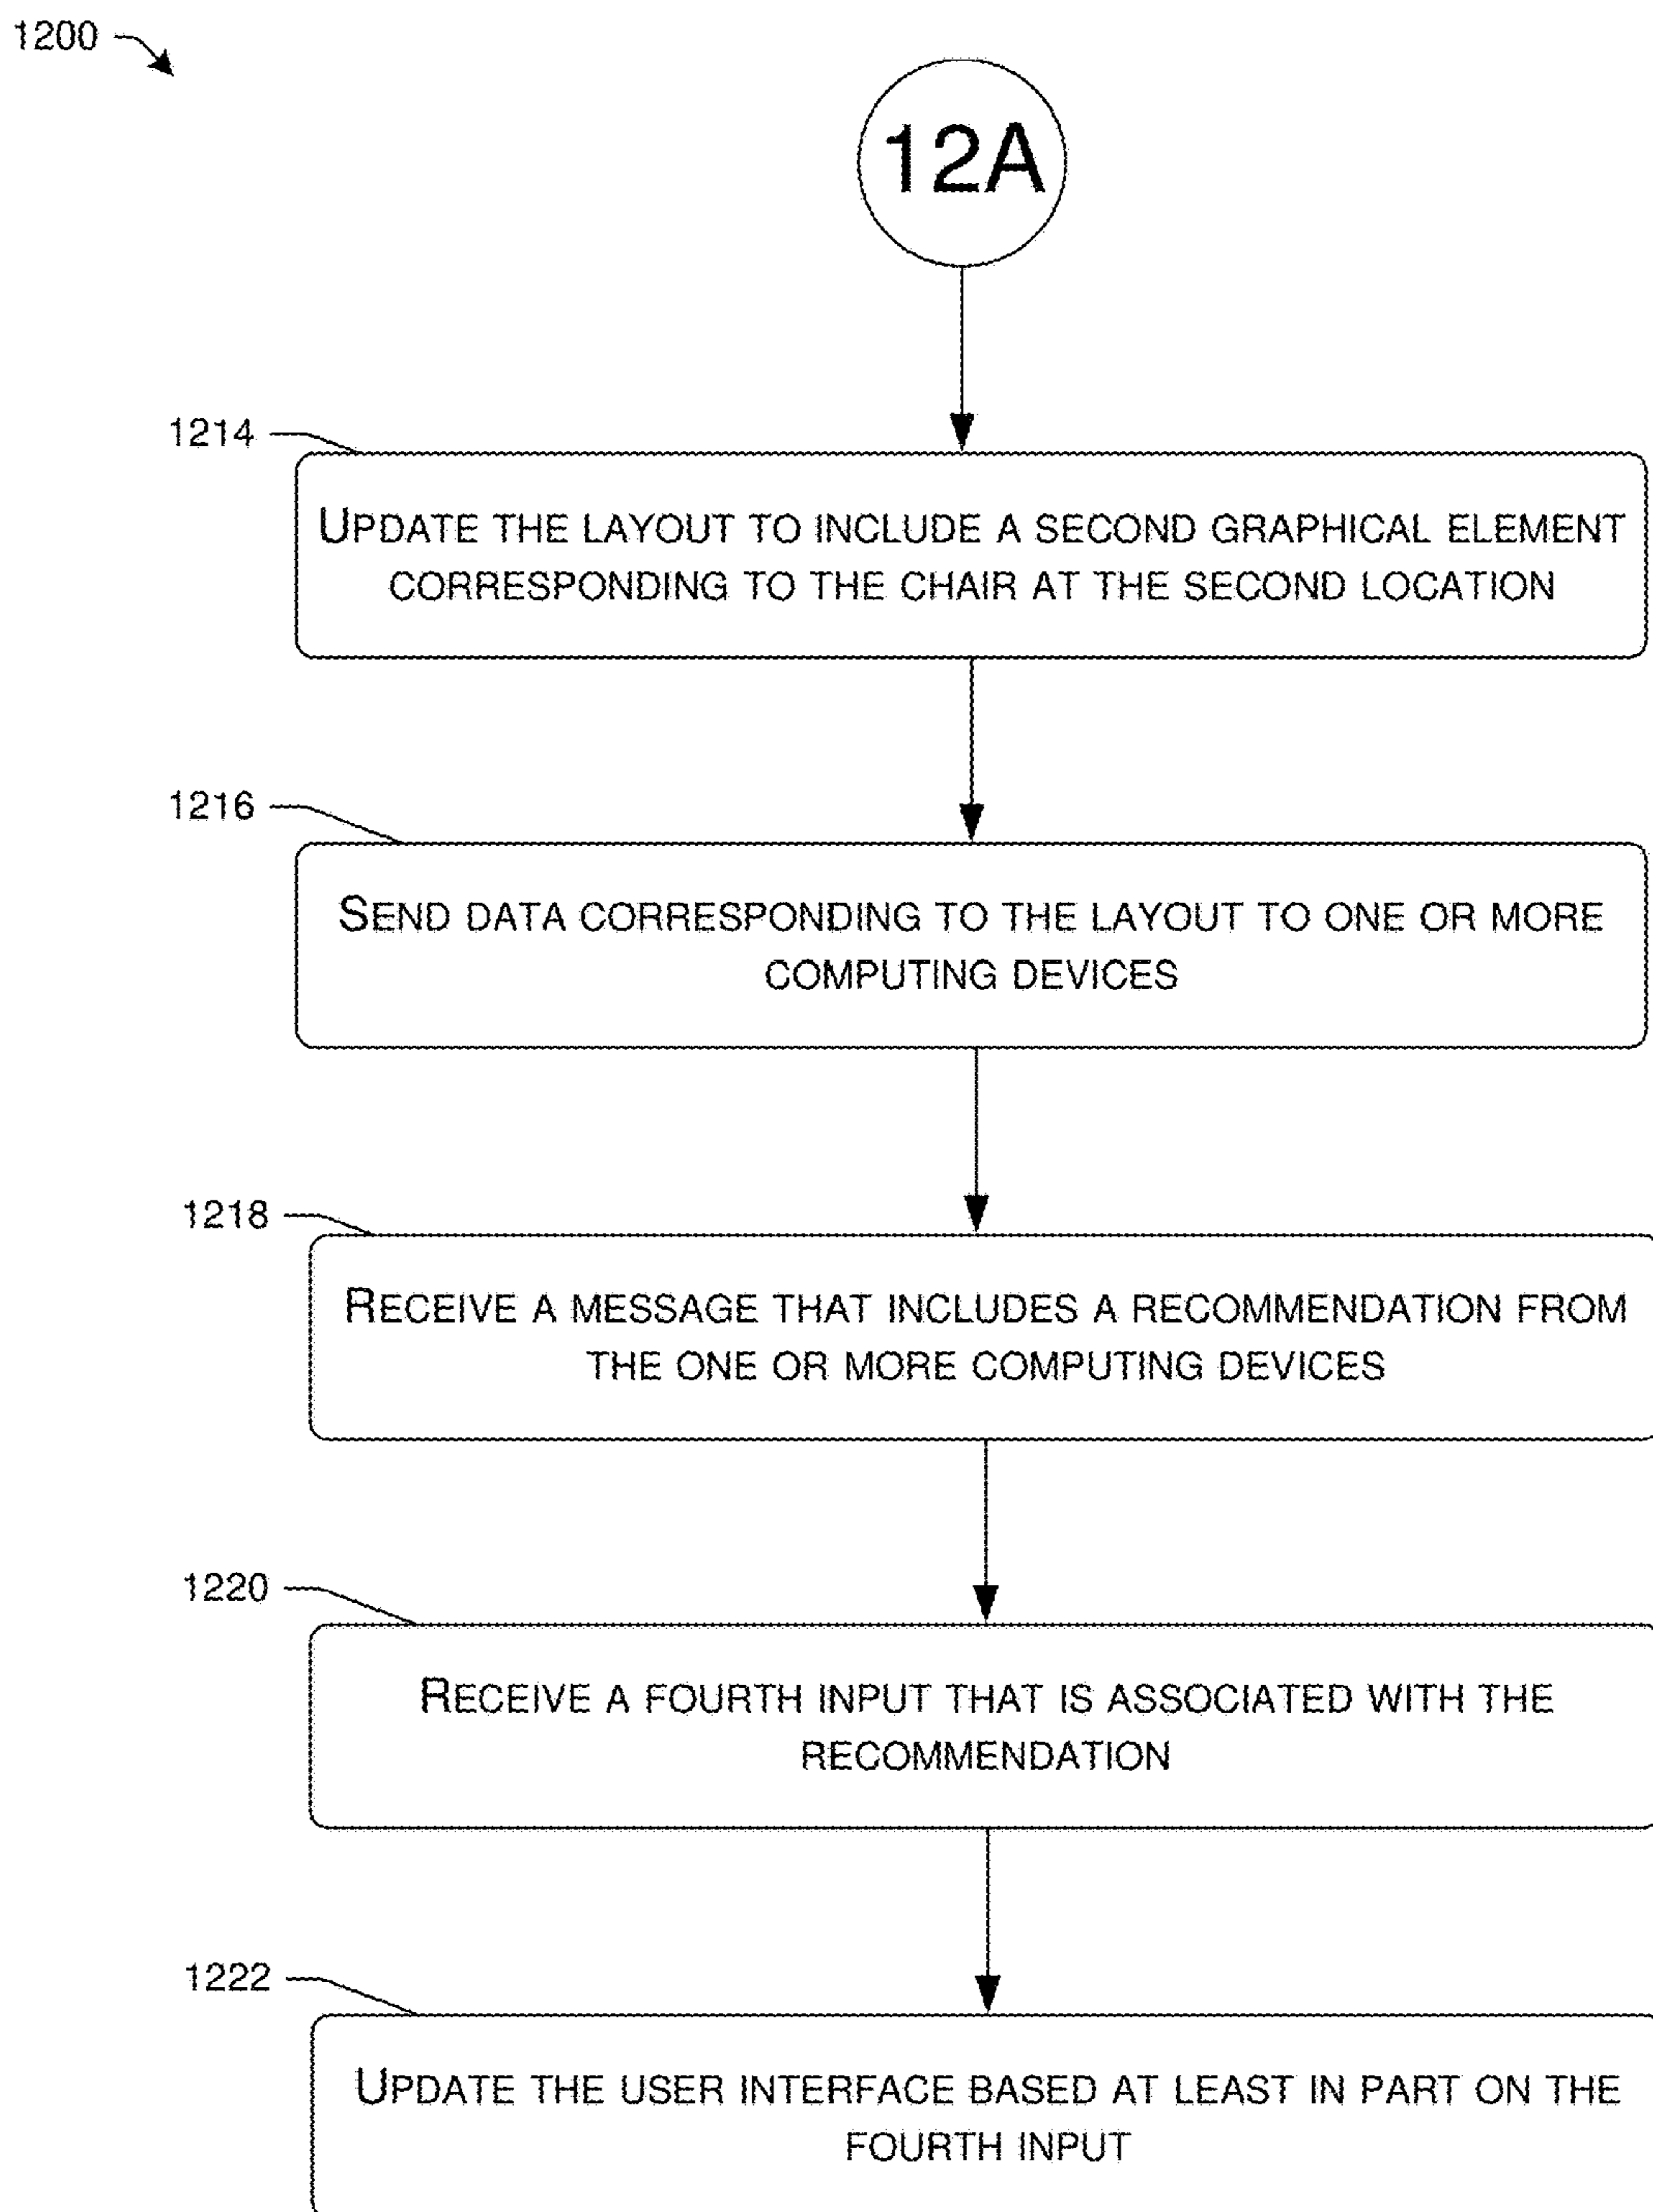 1200
12A
1214
UPDATE THE LAYOUT TO INCLUDE A SECOND GRAPHICAL ELEMENT
CORRESPONDING TO THE CHAIR AT THE SECOND LOCATION
1216
SEND DATA CORRESPONDING TO THE LAYOUT TO ONE OR MORE
COMPUTING DEVICES
1218
RECEIVE A MESSAGE THAT INCLUDES A RECOMMENDATION FROM
THE ONE OR MORE COMPUTING DEVICES
1220
RECEIVE A FOURTH INPUT THAT IS ASSOCIATED WITH THE
RECOMMENDATION
1222
UPDATE THE USER INTERFACE BASED AT LEAST IN PART ON THE
FOURTH INPUT